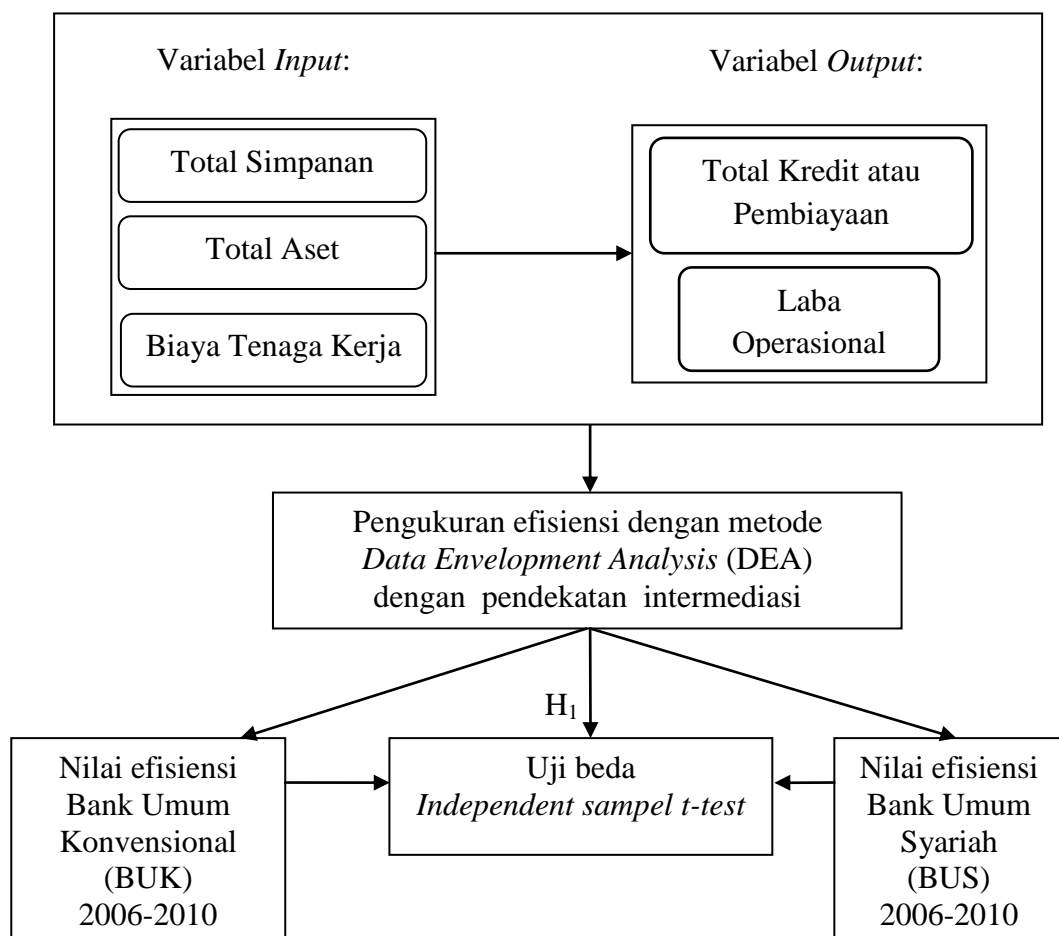 Variabel Input:
Total Simpanan
Total Aset
Biaya Tenaga Kerja
Variabel Output:
Total Kredit atau
Pembiayaan
Laba
Operasional
Pengukuran efisiensi dengan metode
Data Envelopment Analysis (DEA)
dengan pendekatan intermediasi
H₁
Nilai efisiensi
Bank Umum
Konvensional
(BUK)
2006-2010
Uji beda
Independent sampel t-test
Nilai efisiensi
Bank Umum
Syariah
(BUS)
2006-2010